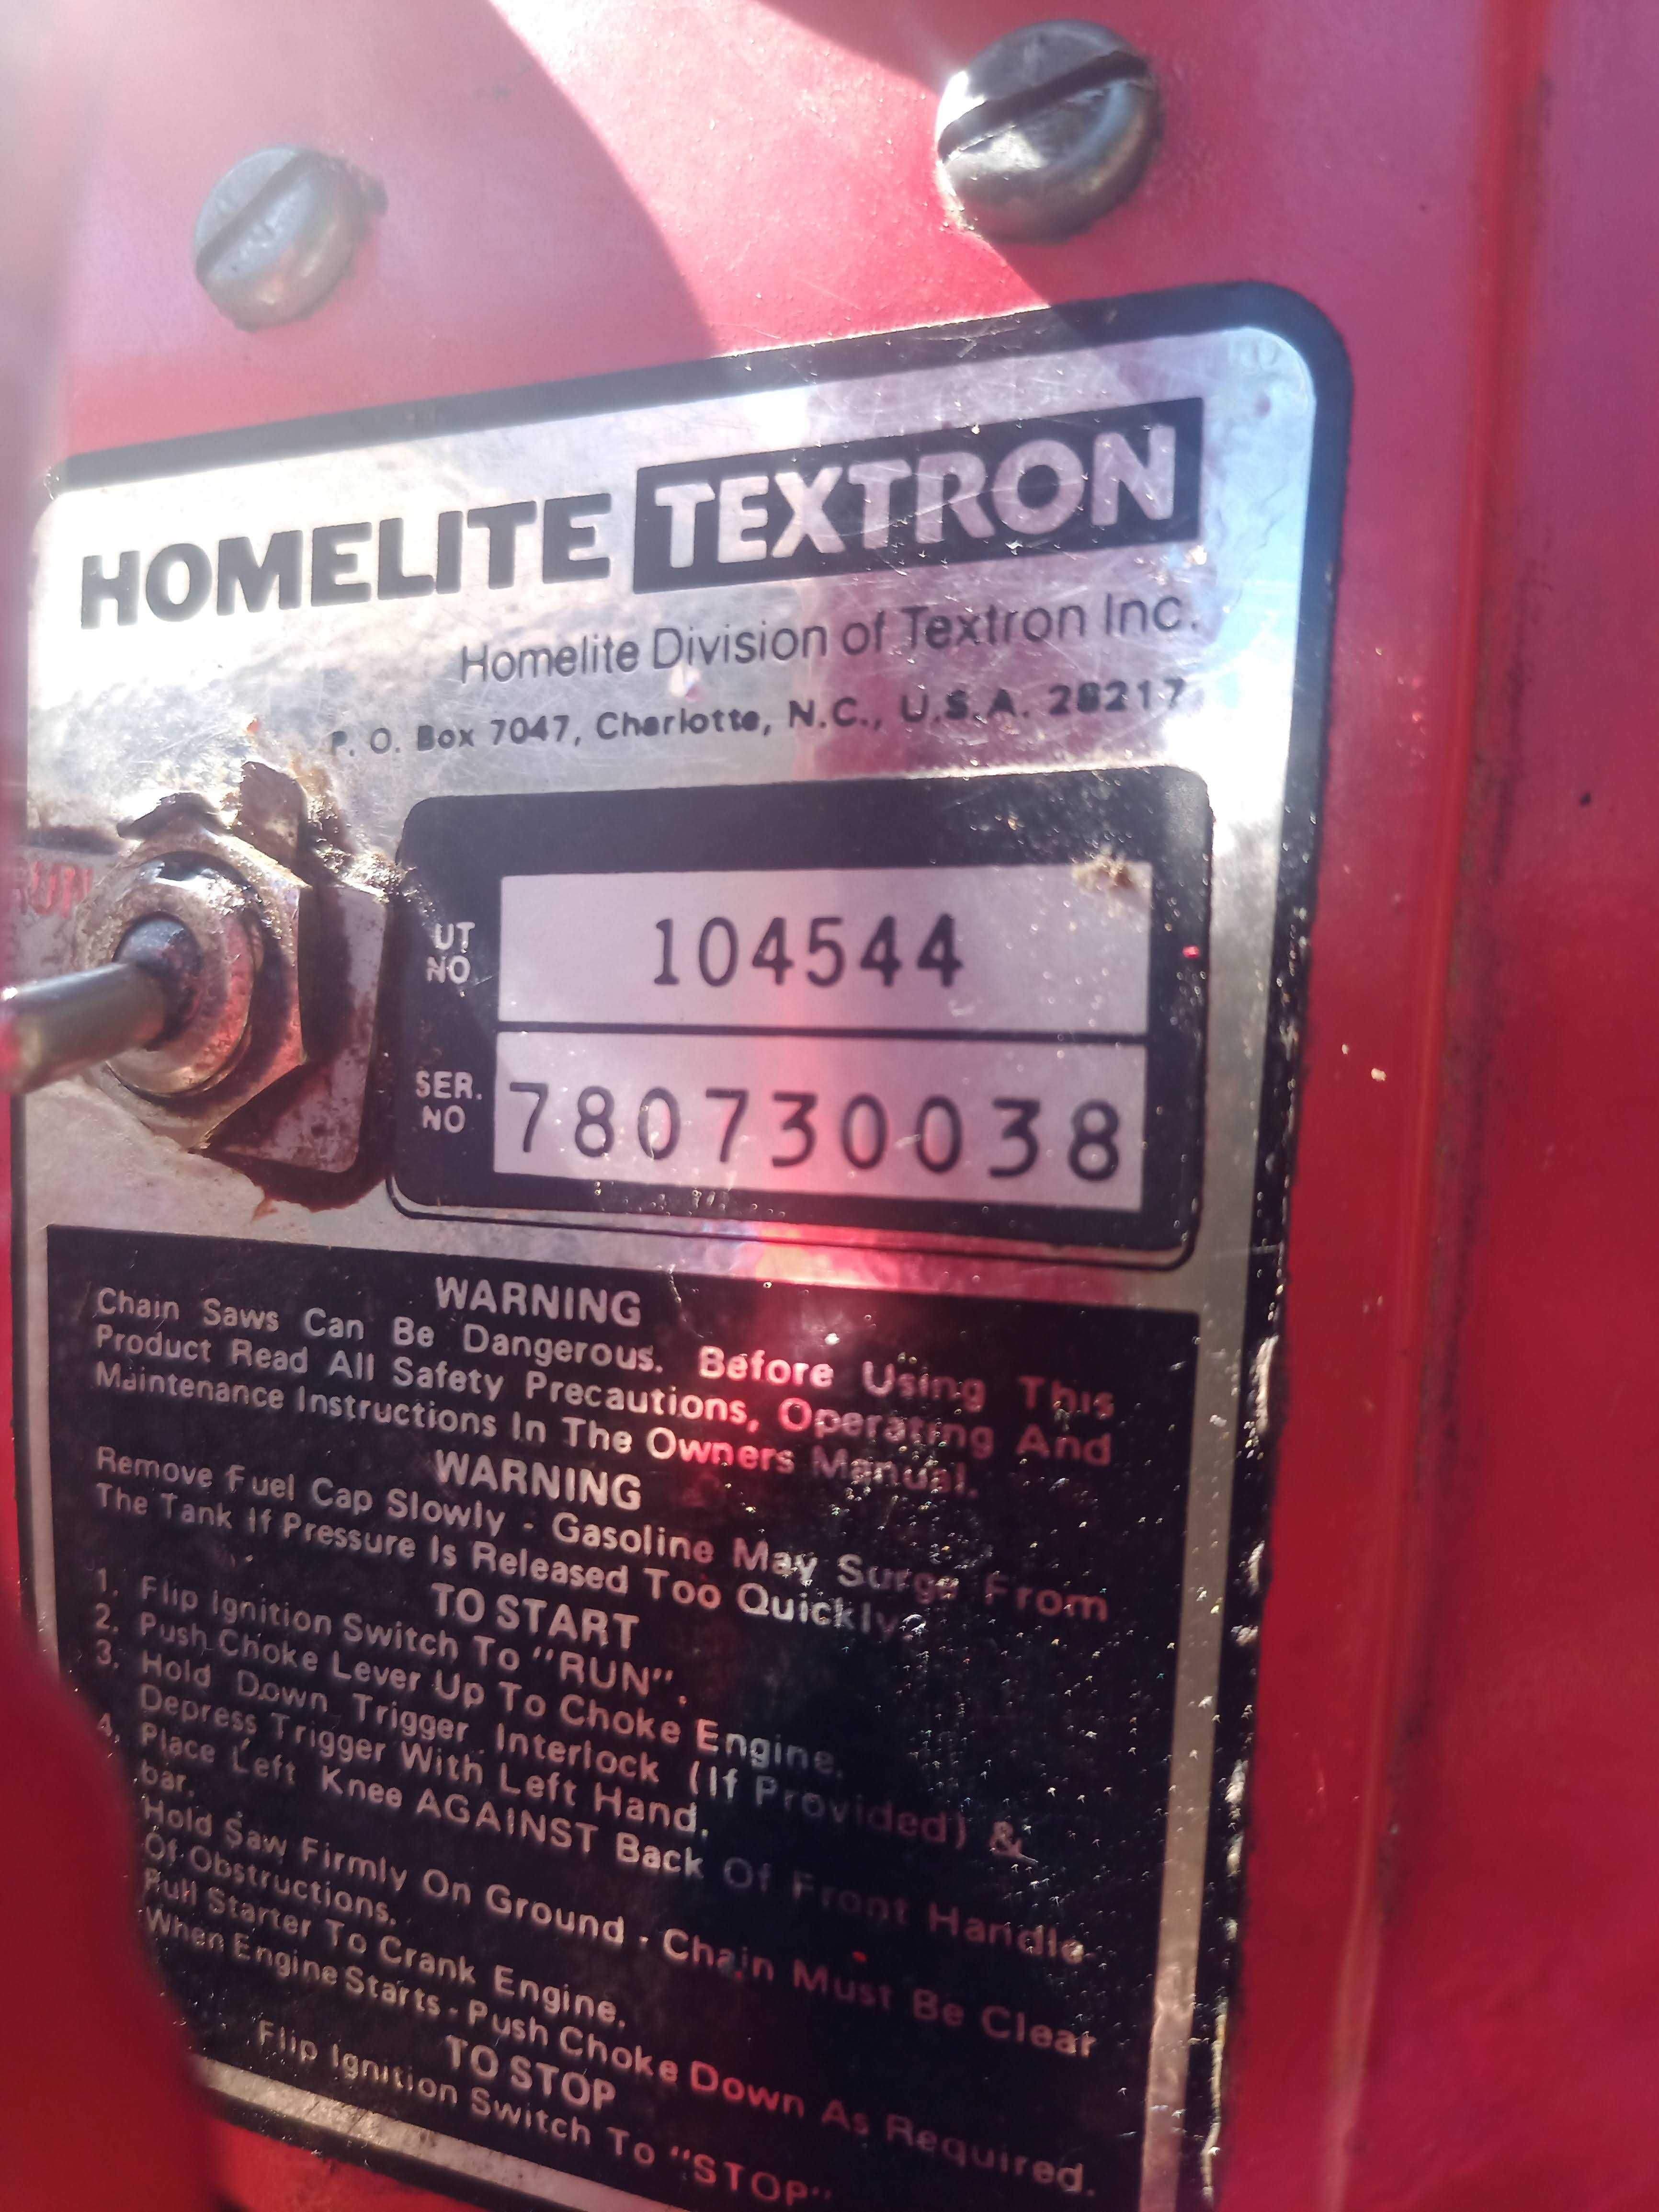 HOMELITE TEXTRON
Homelite Division of Textron Inc.
P. O. Box 7047, Charlotte, N.C., U.S.A. 28217
RUN
UT
NO
104544
SER.
NO
780730038
WARNING
Chain Saws Can Be Dangerous. Before Using This
Product Read All Safety Precautions, Operating And
Maintenance Instructions In The Owners Manual.
WARNING
Remove Fuel Cap Slowly - Gasoline May Surge From
The Tank If Pressure Is Released Too Quickly.
TO START
1. Flip Ignition Switch To "RUN".
2. Push Choke Lever Up To Choke Engine.
3. Hold Down Trigger Interlock (If Provided) &
Depress Trigger With Left Hand.
4. Place Left Knee AGAINST Back Of Front Handle-
bar.
Hold Saw Firmly On Ground - Chain Must Be Clear
Of Obstructions.
Pull Starter To Crank Engine.
When Engine Starts - Push Choke Down As Required.
TO STOP
Flip Ignition Switch To "STOP"